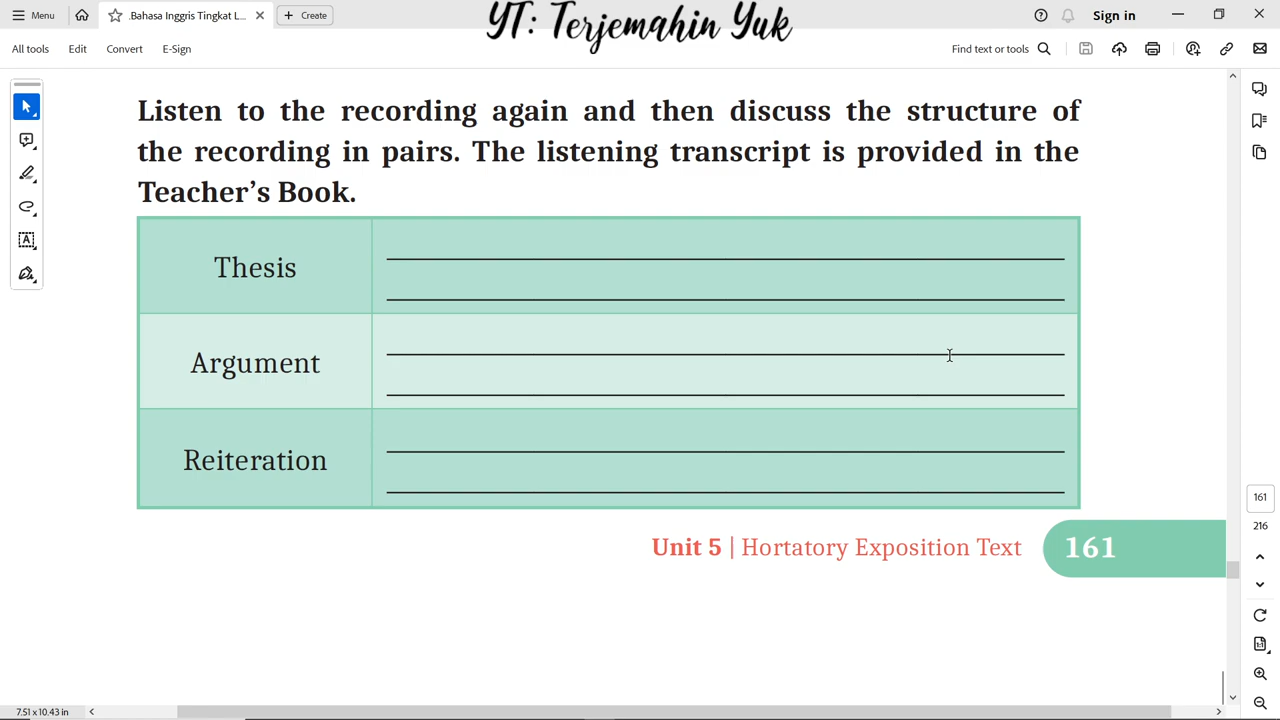 Menu
.Bahasa Inggris Tingkat L...
Create
YT: Terjemahin Yuk
Sign in
All tools
Edit
Convert
E-Sign
Find text or tools
Listen to the recording again and then discuss the structure of
the recording in pairs. The listening transcript is provided in the
Teacher's Book.
Thesis
Argument
Reiteration
Unit 5 | Hortatory Exposition Text
161
161
216
7.51 x 10.43 in